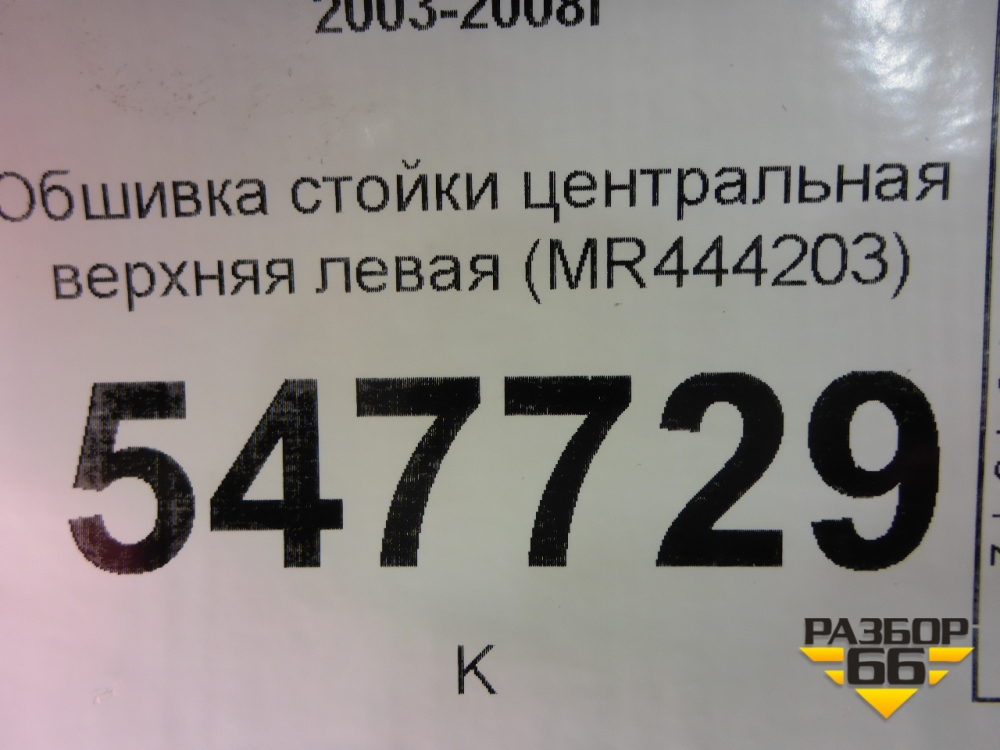 2003-2008г
Обшивка стойки центральная
верхняя левая (MR444203)
547729
К
РАЗБОР
66